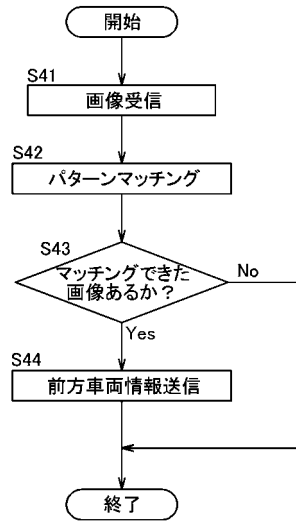 開始
S41
画像受信
S42
パターンマッチング
S43
マッチングできた
画像あるか？
No
Yes
S44
前方車両情報送信
終了